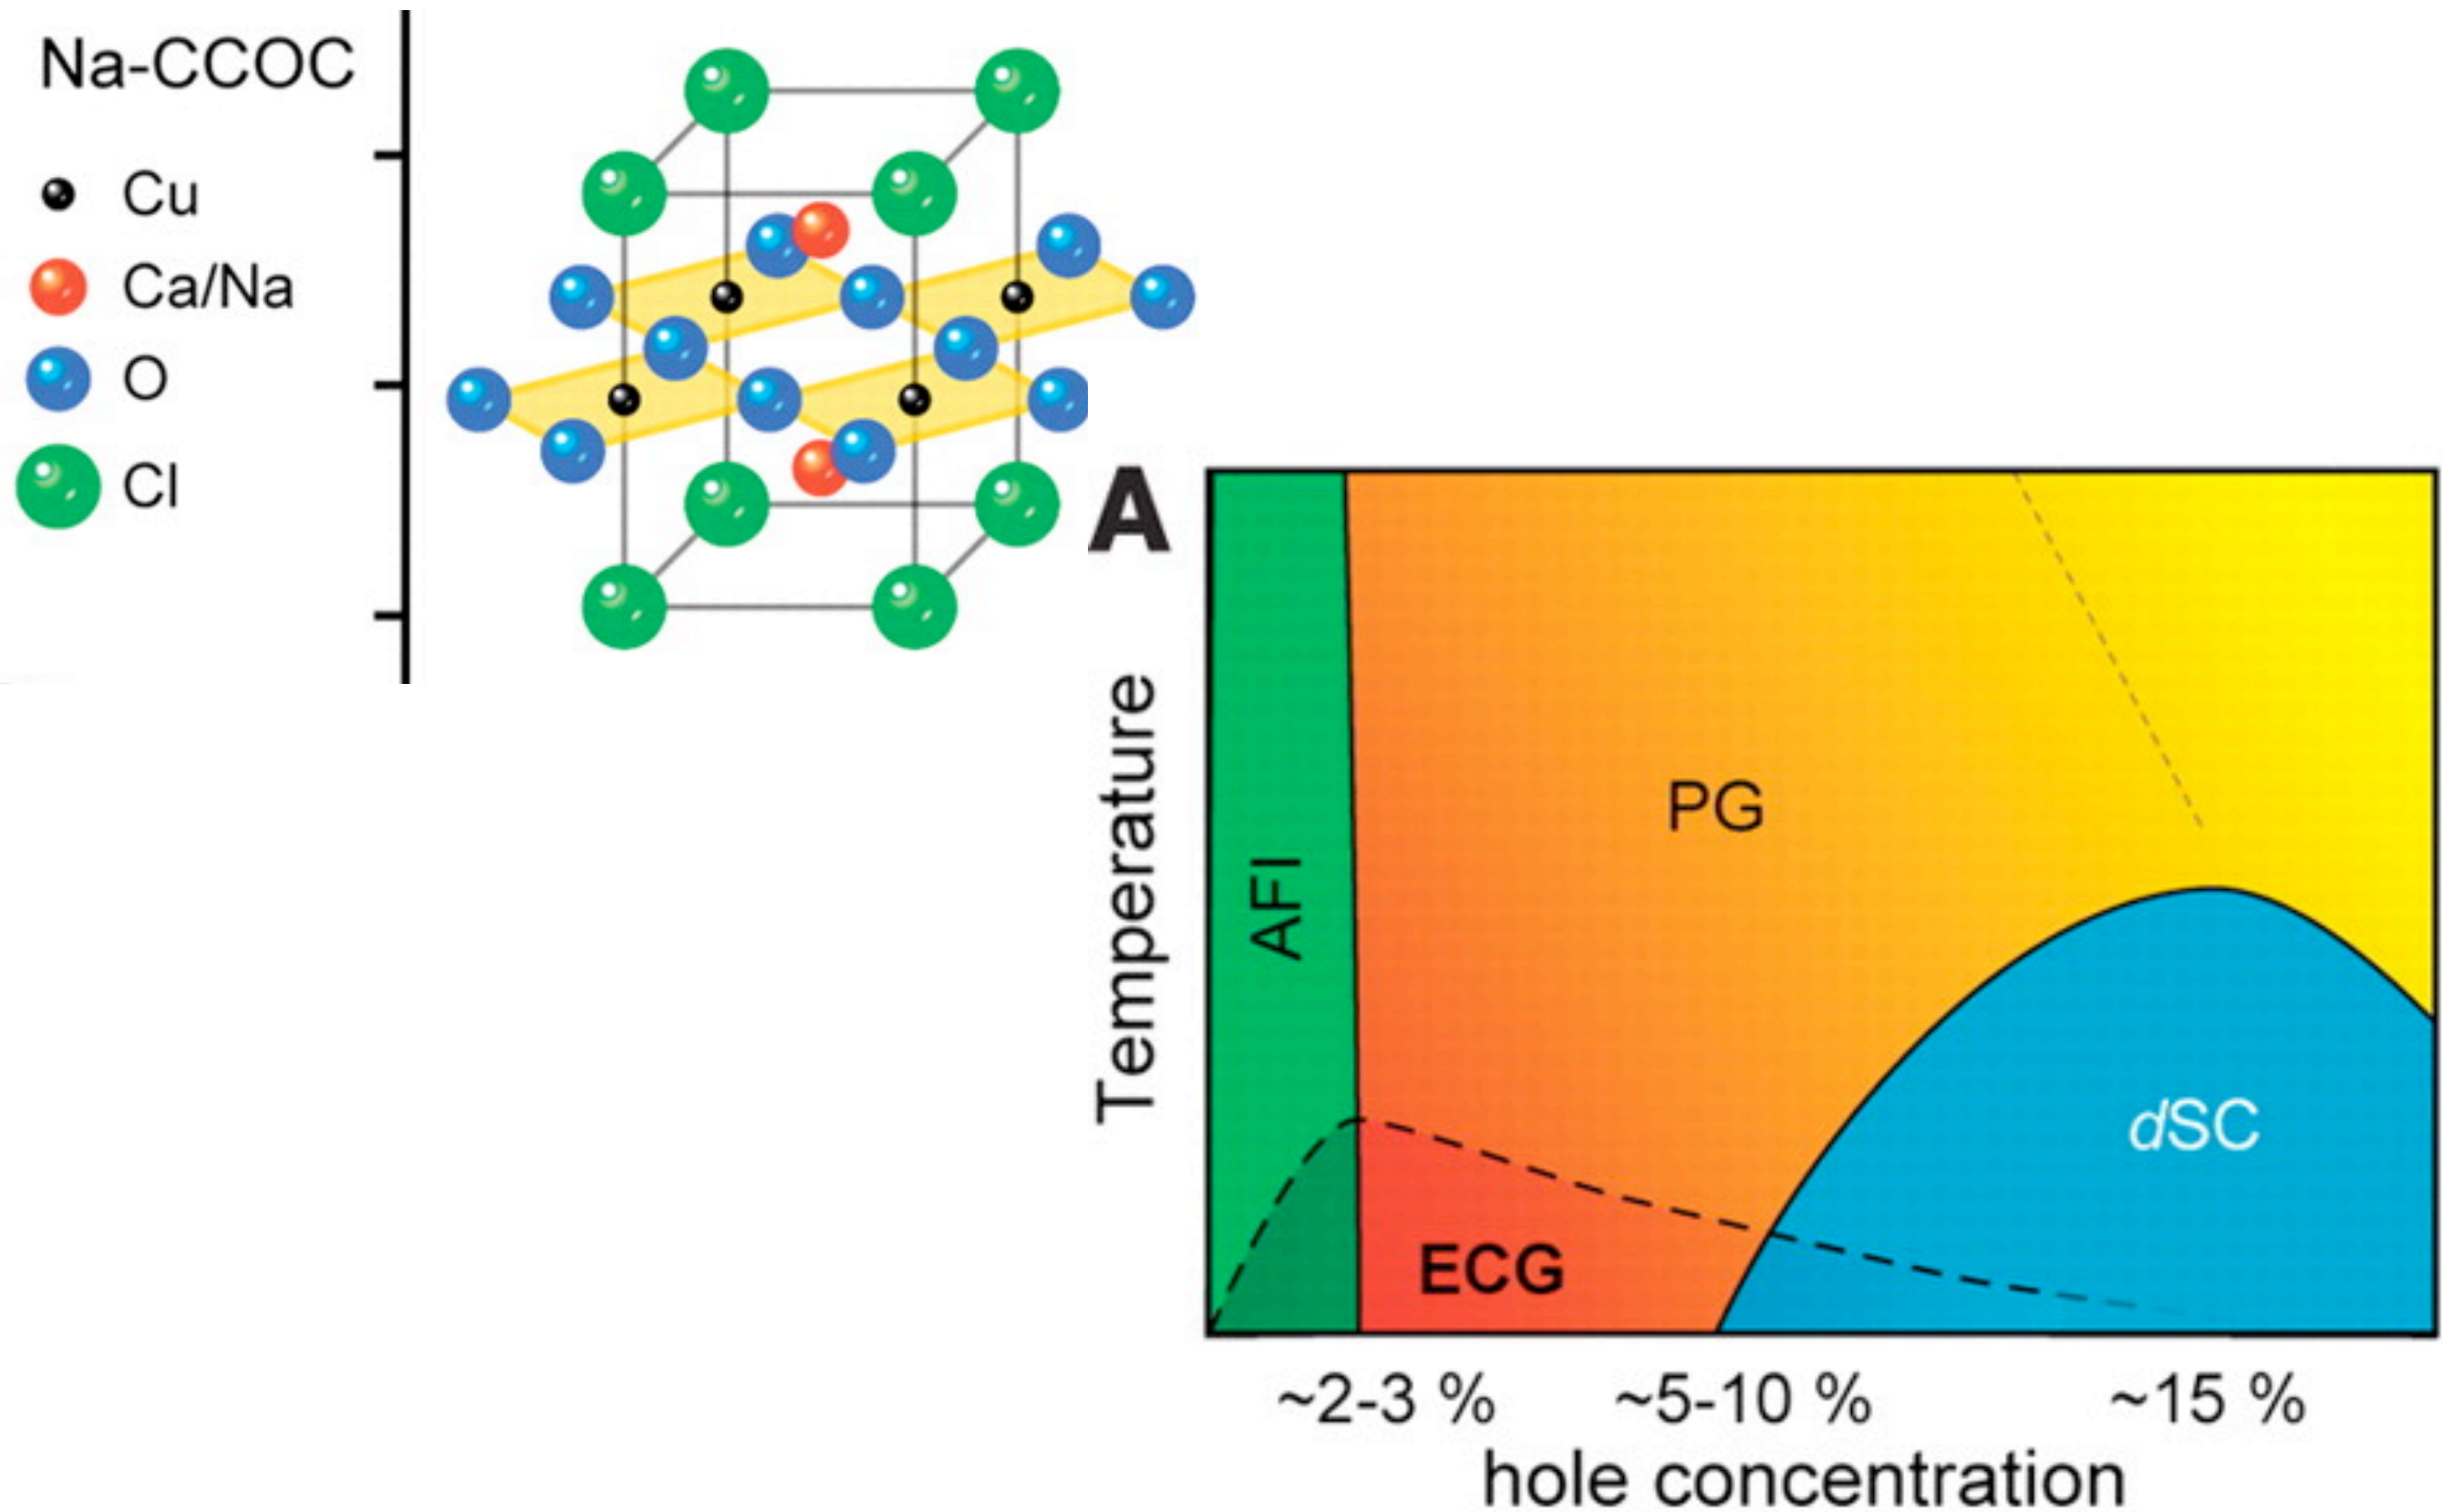 Na-CCOC
Cu
Ca/Na
O
Cl
A
Temperature
AFI
PG
dSC
ECG
~2-3 %
~5-10 %
~15 %
hole concentration